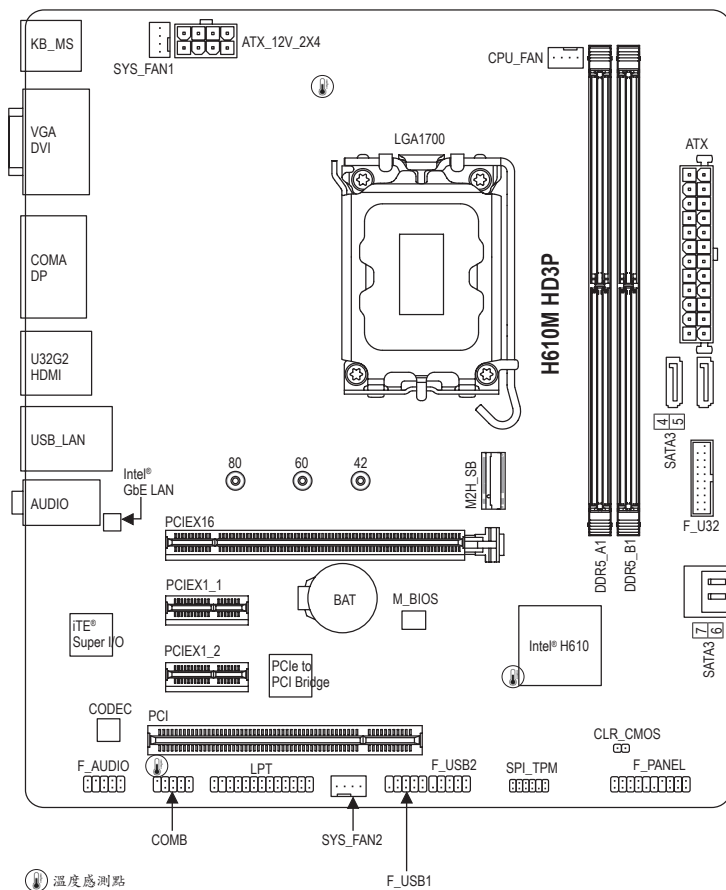 KB_MS
SYS_FAN1
ATX_12V_2X4
CPU_FAN
VGA
DVI
LGA1700
ATX
COMA
DP
H610M HD3P
U32G2
HDMI
4
5
SATA3
USB_LAN
80
60
42
M2H_SB
Intel®
GbE LAN
AUDIO
F_U32
PCIEX16
DDR5_A1
DDR5_B1
PCIEX1_1
BAT
M_BIOS
iTE®
Super I/O
Intel® H610
7
6
SATA3
PCIEX1_2
PCIe to
PCI Bridge
CODEC
PCI
CLR_CMOS
F_AUDIO
LPT
F_USB2
SPI_TPM
F_PANEL
COMB
SYS_FAN2
F_USB1
溫度感測點